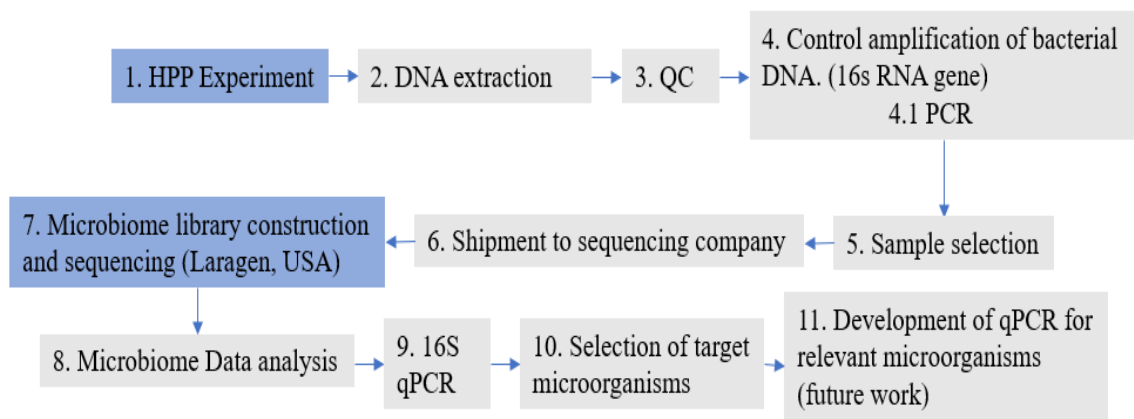 1. HPP Experiment
2. DNA extraction
3. QC
4. Control amplification of bacterial
DNA. (16s RNA gene)
4.1 PCR
5. Sample selection
6. Shipment to sequencing company
7. Microbiome library construction
and sequencing (Laragen, USA)
8. Microbiome Data analysis
9. 16S
qPCR
10. Selection of target
microorganisms
11. Development of qPCR for
relevant microorganisms
(future work)